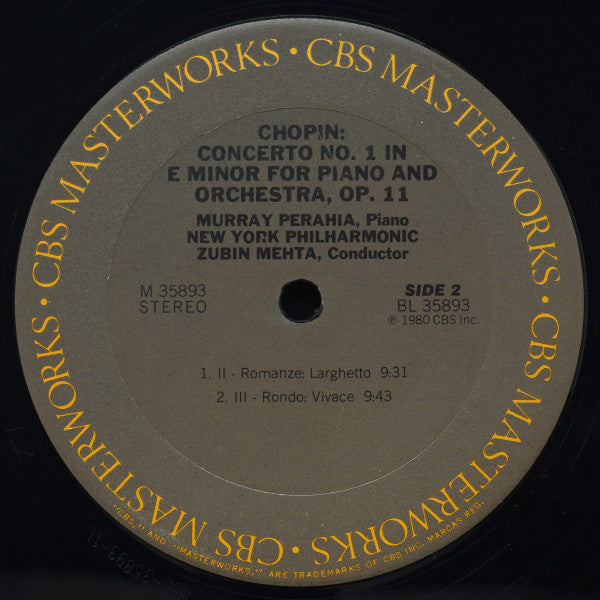 CBS MASTERWORKS • CBS MASTERWORKS • CBS MASTERWORKS • CBS MASTERWORKS •
CHOPIN:
CONCERTO NO. 1 IN
E MINOR FOR PIANO AND
ORCHESTRA, OP. 11
MURRAY PERAHIA, Piano
NEW YORK PHILHARMONIC
ZUBIN MEHTA, Conductor
M 35893
STEREO
SIDE 2
BL 35893
℗ 1980 CBS Inc.
1. II - Romanze: Larghetto 9:31
2. III - Rondo: Vivace 9:43
"CBS," AND "MASTERWORKS," ARE TRADEMARKS OF CBS INC. MARCAS REG.